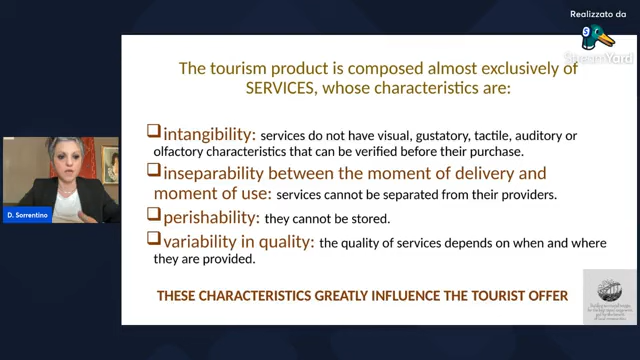 Realizzato da
StreamYard
The tourism product is composed almost exclusively of
SERVICES, whose characteristics are:
intangibility: services do not have visual, gustatory, tactile, auditory or
olfactory characteristics that can be verified before their purchase.
inseparability between the moment of delivery and
moment of use: services cannot be separated from their providers.
perishability: they cannot be stored.
variability in quality: the quality of services depends on when and where
they are provided.
THESE CHARACTERISTICS GREATLY INFLUENCE THE TOURIST OFFER
D. Sorrentino